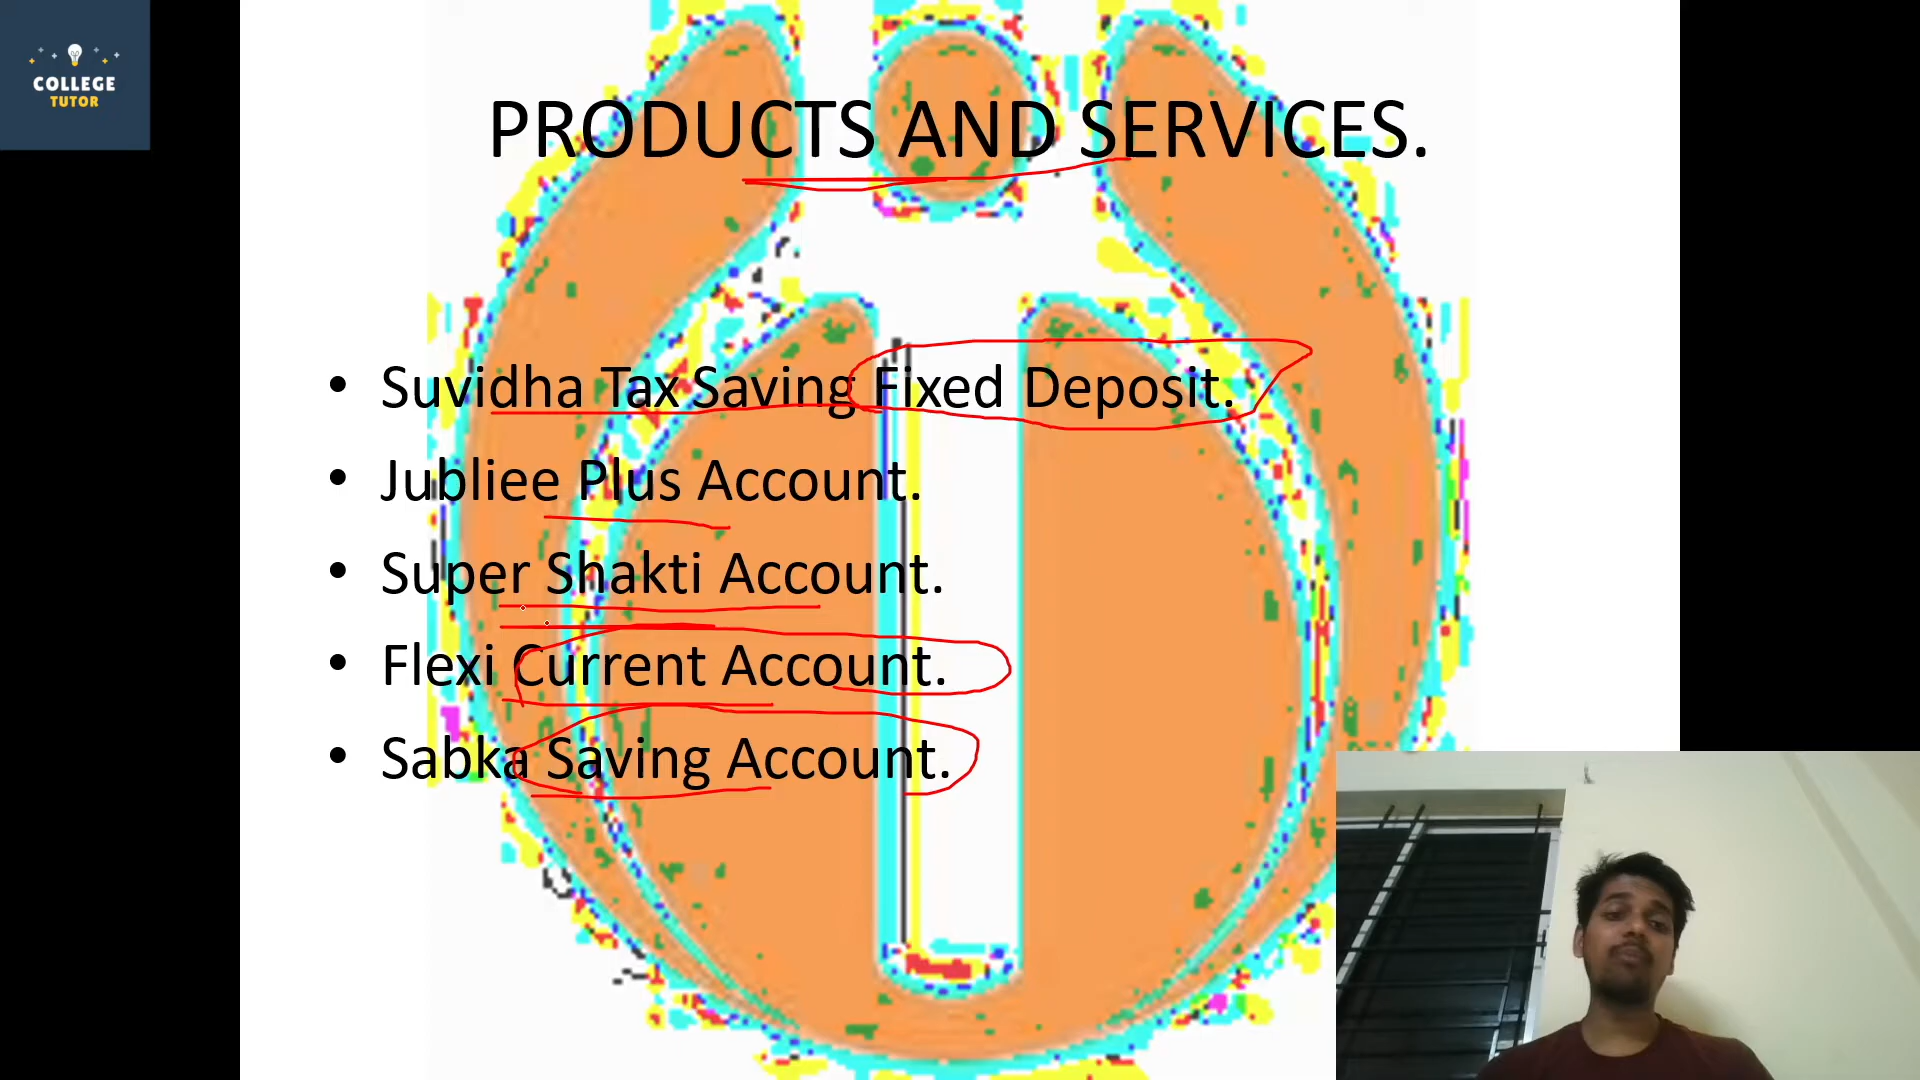 COLLEGE
TUTOR
PRODUCTS AND SERVICES.
• Suvidha Tax Saving Fixed Deposit.
• Jubliee Plus Account.
• Super Shakti Account.
• Flexi Current Account.
• Sabka Saving Account.